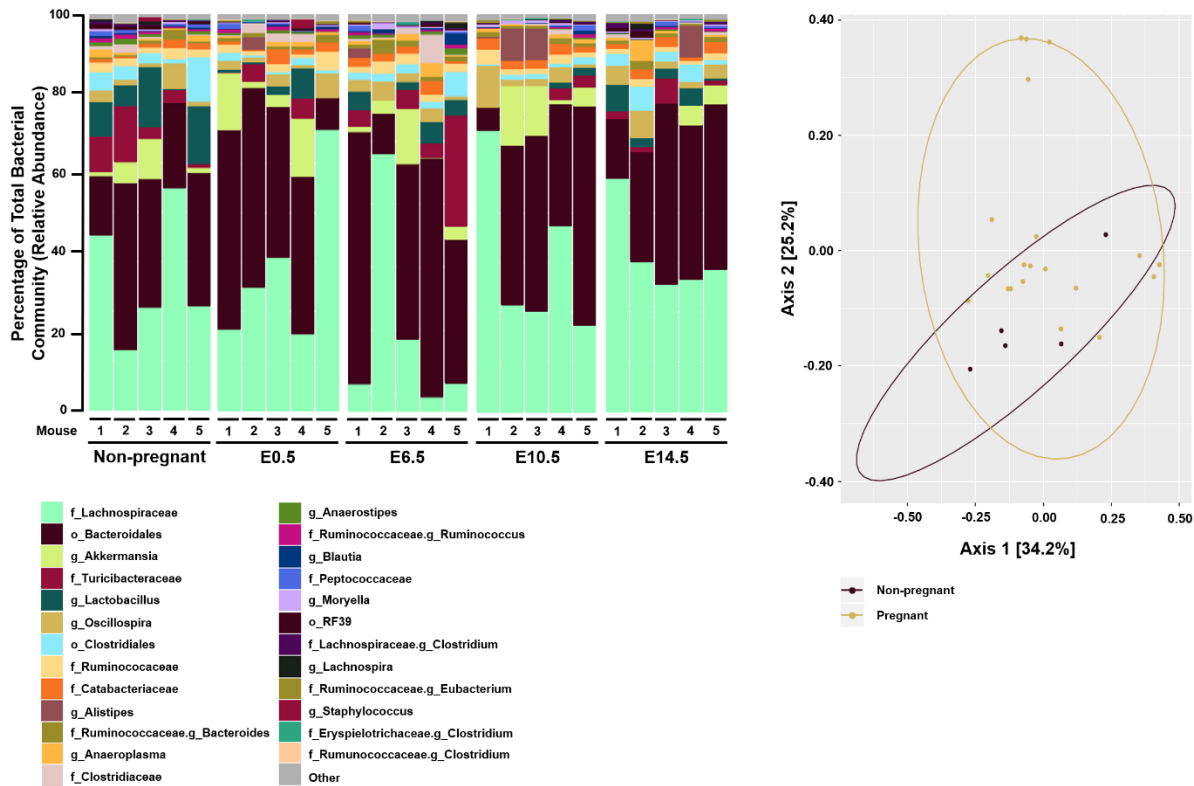 Percentage of Total Bacterial
Community (Relative Abundance)
100
80
60
40
20
0
Mouse 1 2 3 4 5 1 2 3 4 5 1 2 3 4 5 1 2 3 4 5 1 2 3 4 5
Non-pregnant E0.5 E6.5 E10.5 E14.5
f_Lachnospiraceae
o_Bacteroidales
g_Akkermansia
f_Turicibacteraceae
g_Lactobacillus
g_Oscillospira
o_Clostridiales
f_Ruminococaceae
f_Catabacteriaceae
g_Alistipes
f_Ruminococcaceae.g_Bacteroides
g_Anaeroplasma
f_Clostridiaceae
g_Anaerostipes
f_Ruminococcaceae.g_Ruminococcus
g_Blautia
f_Peptococcaceae
g_Moryella
o_RF39
f_Lachnospiraceae.g_Clostridium
g_Lachnospira
f_Ruminococcaceae.g_Eubacterium
g_Staphylococcus
f_Eryspielotrichaceae.g_Clostridium
f_Rumunococcaceae.g_Clostridium
Other
Axis 2 [25.2%]
0.40
0.20
0.00
-0.20
-0.40
-0.50 -0.25 0.00 0.25 0.50
Axis 1 [34.2%]
Non-pregnant
Pregnant